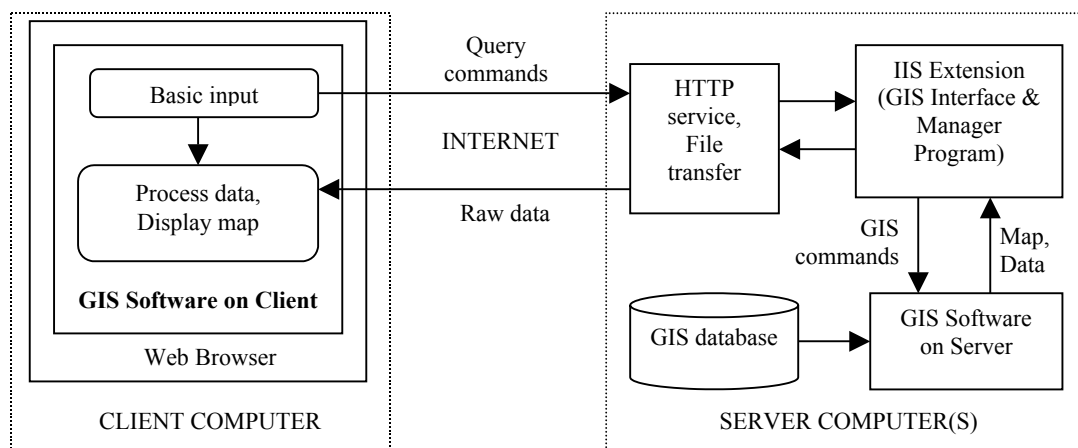 Basic input
Process data,
Display map
GIS Software on Client
Web Browser
CLIENT COMPUTER
Query
commands
INTERNET
Raw data
HTTP
service,
File
transfer
IIS Extension
(GIS Interface &
Manager
Program)
GIS
commands
Map,
Data
GIS database
GIS Software
on Server
SERVER COMPUTER(S)